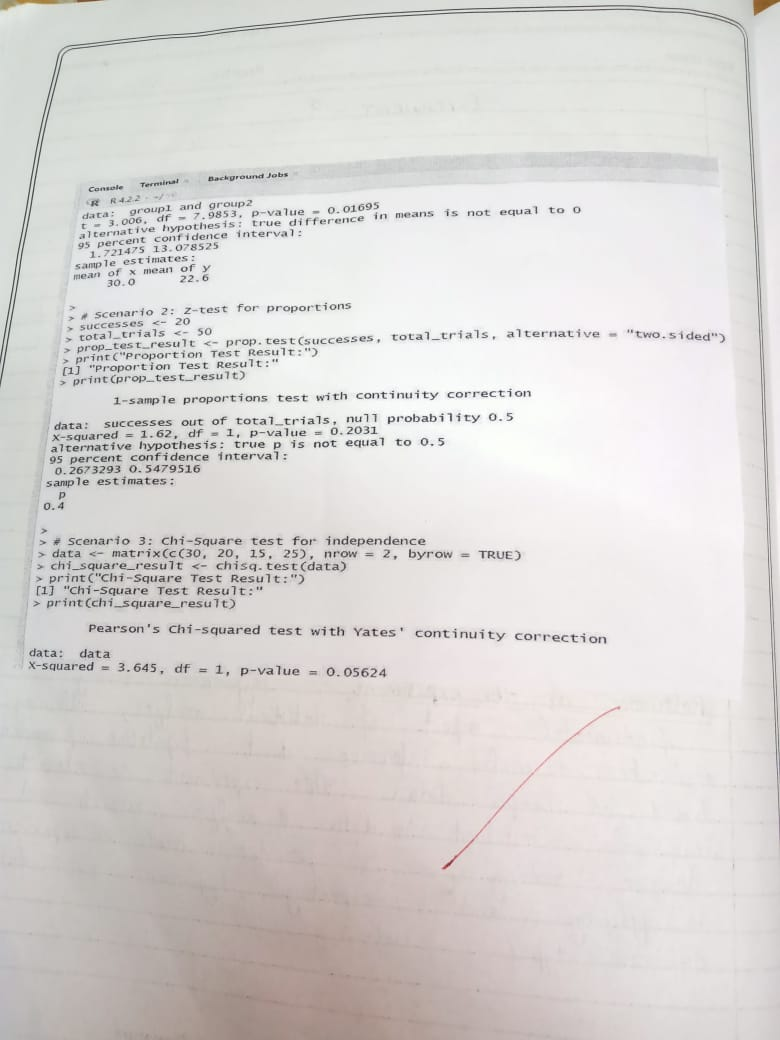 Console Terminal Background Jobs
R R 4.2.2 · ~/
data: group1 and group2
t = 3.006, df = 7.9853, p-value = 0.01695
alternative hypothesis: true difference in means is not equal to 0
95 percent confidence interval:
1.721475 13.078525
sample estimates:
mean of x mean of y
30.0 22.6
>
> # Scenario 2: Z-test for proportions
> successes <- 20
> total_trials <- 50
> prop_test_result <- prop.test(successes, total_trials, alternative = "two.sided")
> print("Proportion Test Result:")
[1] "Proportion Test Result:"
> print(prop_test_result)
1-sample proportions test with continuity correction
data: successes out of total_trials, null probability 0.5
X-squared = 1.62, df = 1, p-value = 0.2031
alternative hypothesis: true p is not equal to 0.5
95 percent confidence interval:
0.2673293 0.5479516
sample estimates:
p
0.4
>
> # Scenario 3: Chi-Square test for independence
> data <- matrix(c(30, 20, 15, 25), nrow = 2, byrow = TRUE)
> chi_square_result <- chisq.test(data)
> print("Chi-Square Test Result:")
[1] "Chi-Square Test Result:"
> print(chi_square_result)
Pearson's Chi-squared test with Yates' continuity correction
data: data
X-squared = 3.645, df = 1, p-value = 0.05624